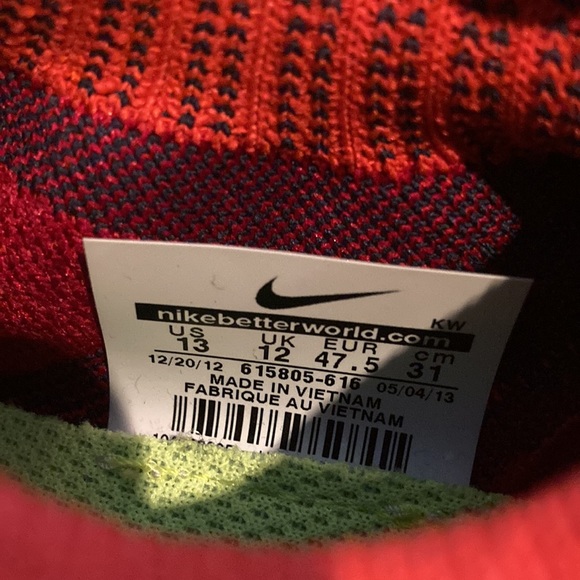 nikebetterworld.com
KW
US UK EUR cm
13 12 47.5 31
12/20/12 615805-616 05/04/13
MADE IN VIETNAM
FABRIQUE AU VIETNAM